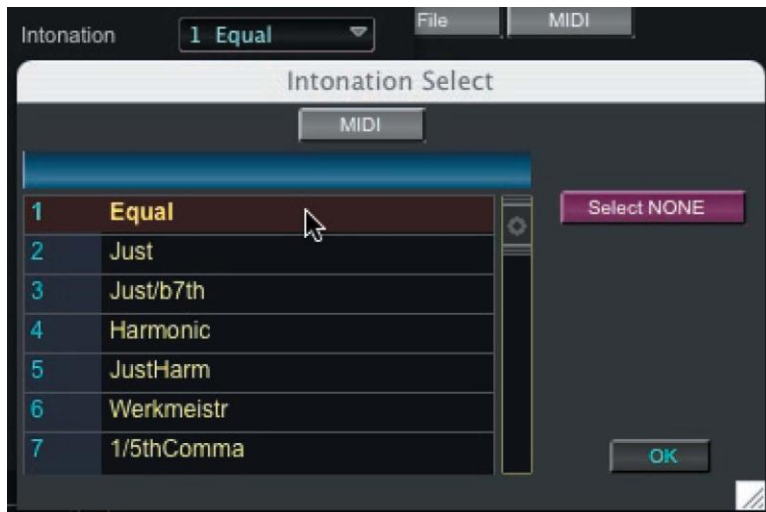 Intonation 1 Equal File MIDI
Intonation Select
MIDI
1 Equal
Select NONE
2 Just
3 Just/b7th
4 Harmonic
5 JustHarm
6 Werkmeistr
7 1/5thComma
OK